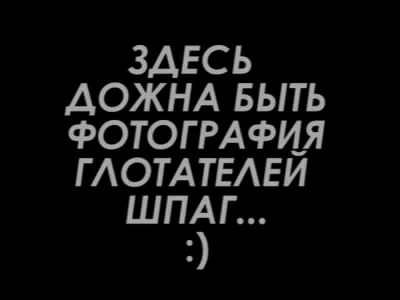 ЗДЕСЬ
ДОЖНА БЫТЬ
ФОТОГРАФИЯ
ГЛОТАТЕЛЕЙ
ШПАГ...
:)